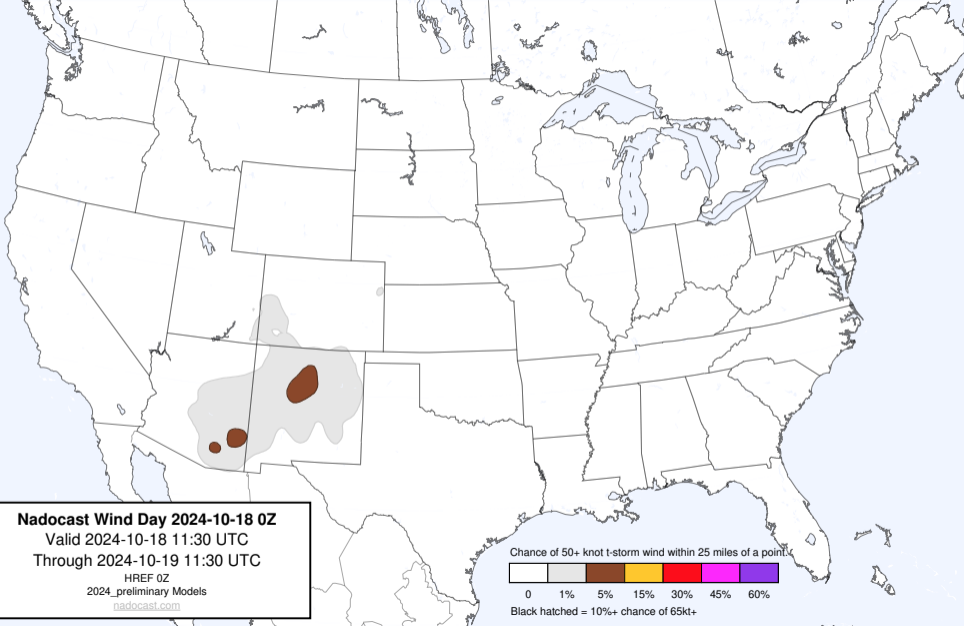 Nadocast Wind Day 2024-10-18 0Z
Valid 2024-10-18 11:30 UTC
Through 2024-10-19 11:30 UTC
HREF 0Z
2024_preliminary Models
nadocast.com
Chance of 50+ knot t-storm wind within 25 miles of a point.
0 1% 5% 15% 30% 45% 60%
Black hatched = 10%+ chance of 65kt+